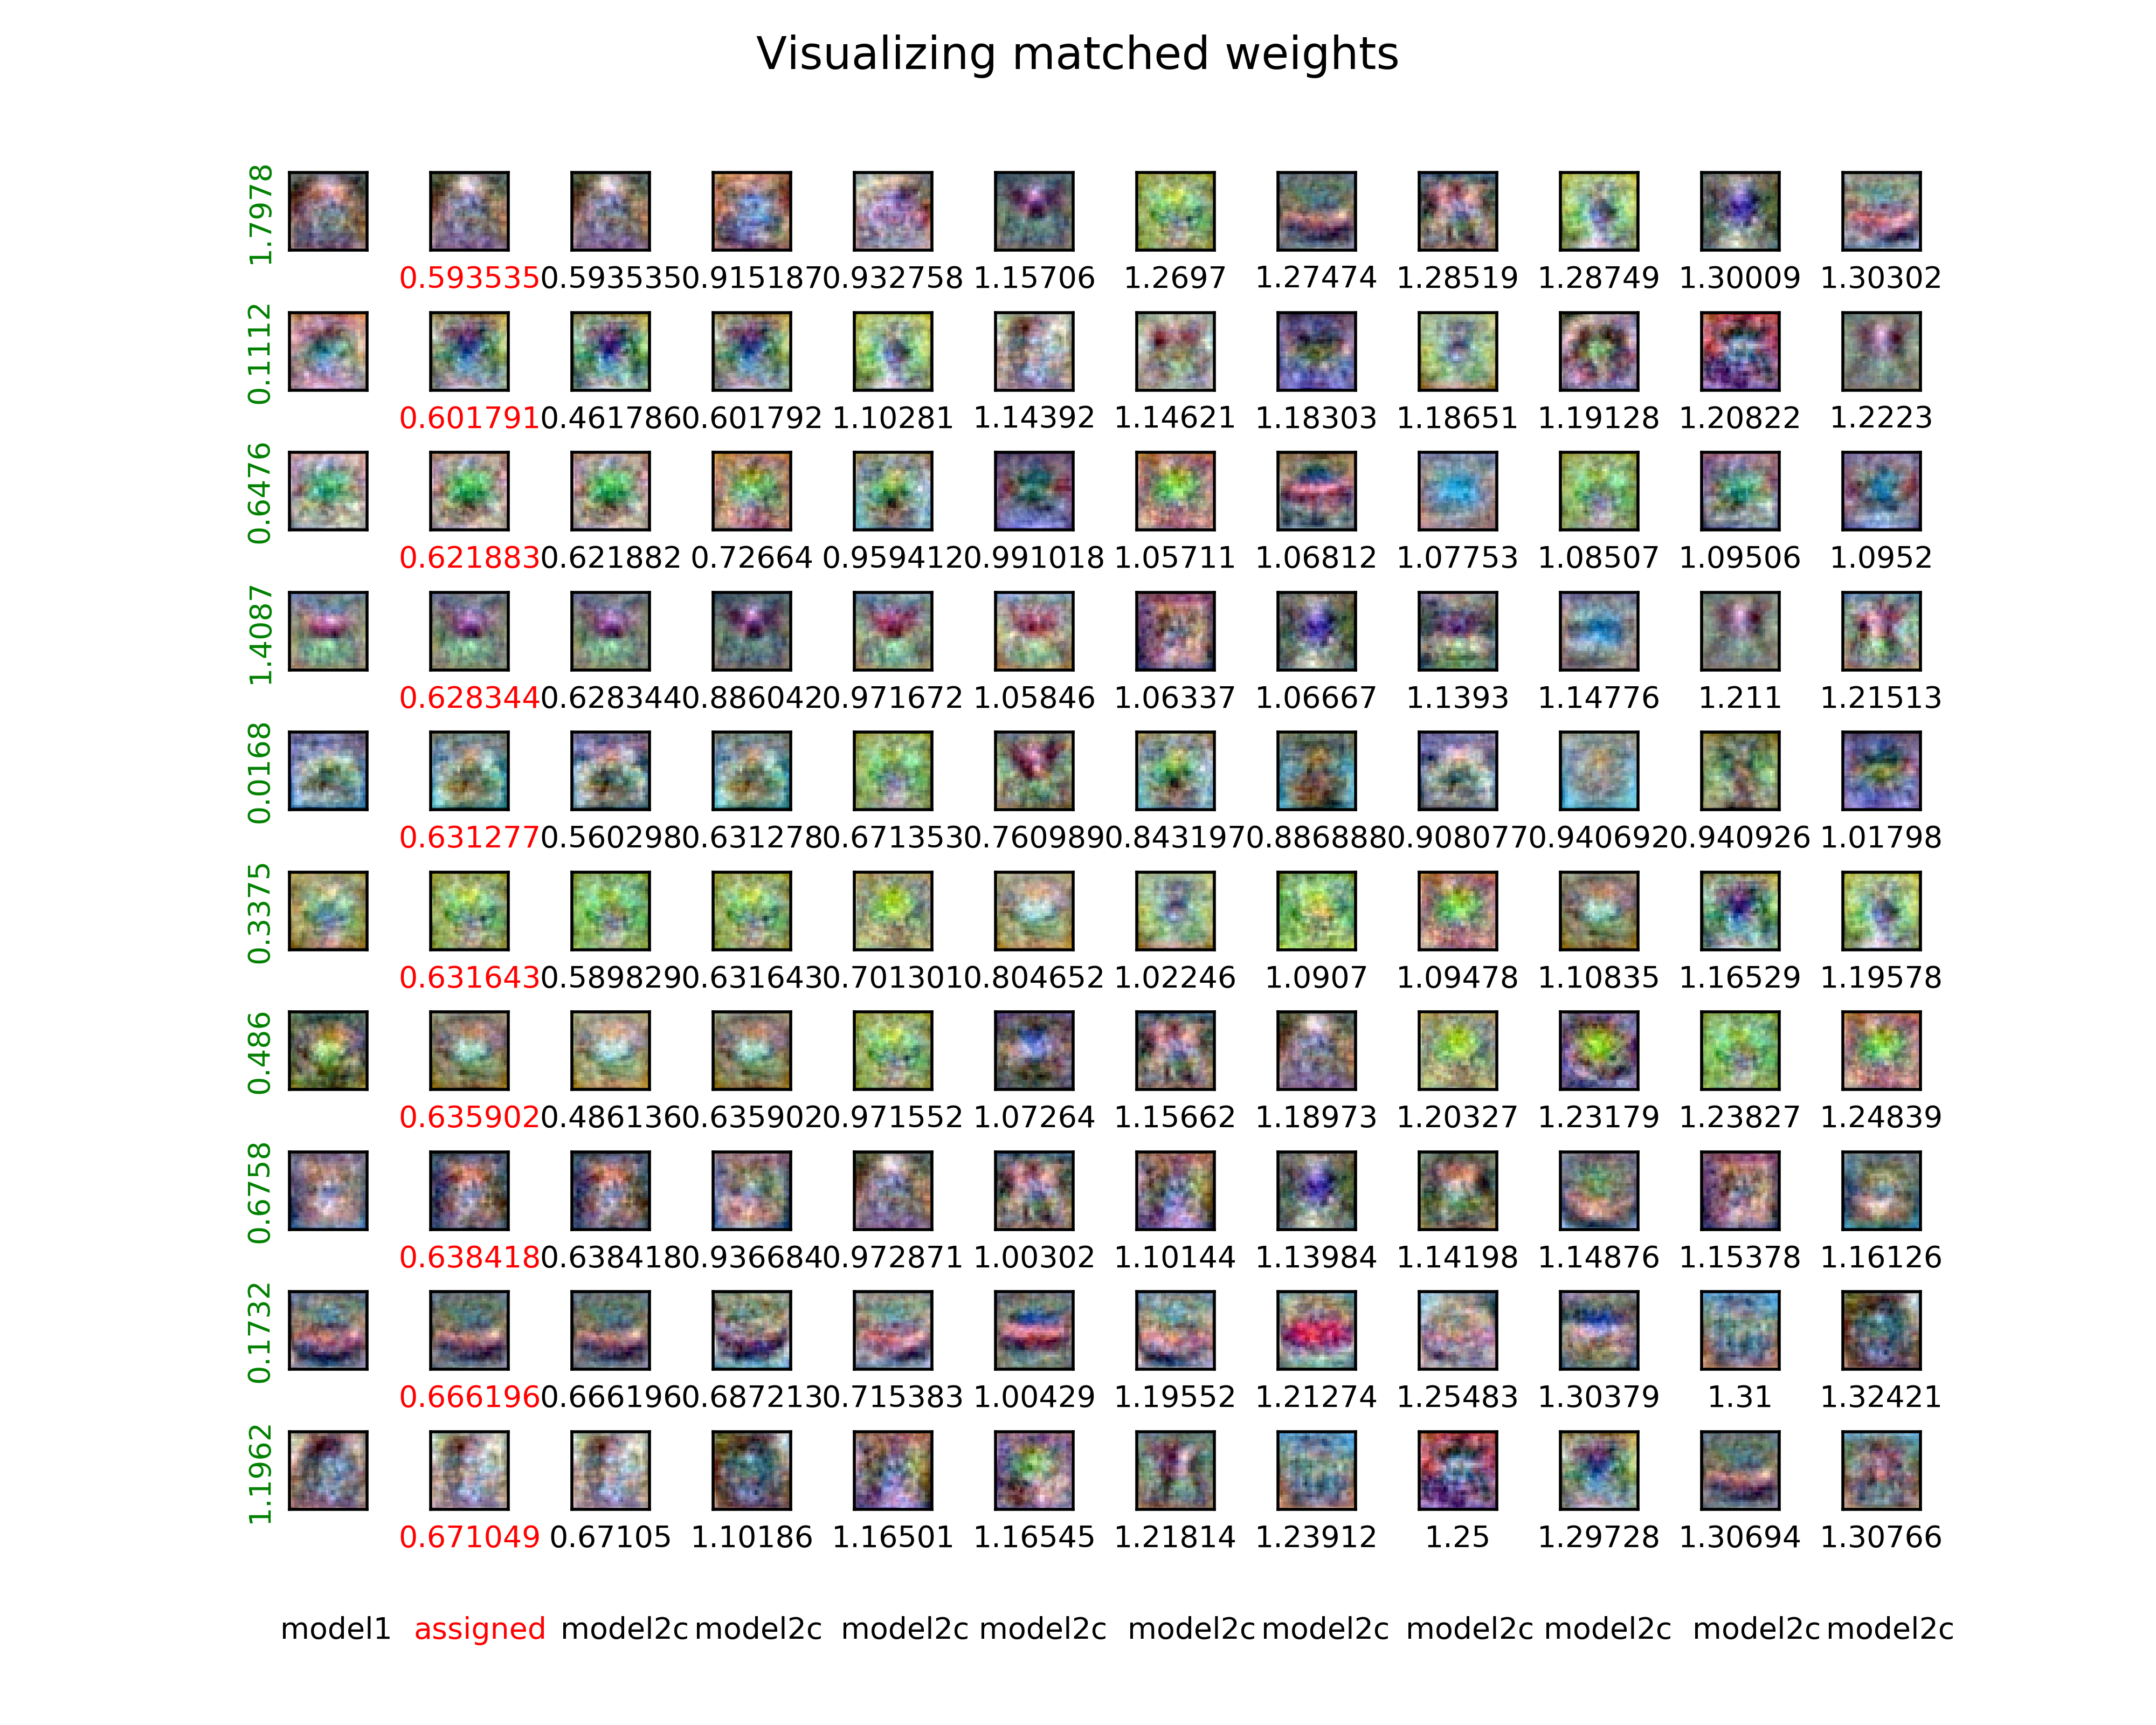 Visualizing matched weights
1.7978
0.593535 0.593535 0.915187 0.932758 1.15706 1.2697 1.27474 1.28519 1.28749 1.30009 1.30302
0.1112
0.601791 0.461786 0.601792 1.10281 1.14392 1.14621 1.18303 1.18651 1.19128 1.20822 1.2223
0.6476
0.621883 0.621882 0.72664 0.959412 0.991018 1.05711 1.06812 1.07753 1.08507 1.09506 1.0952
1.4087
0.628344 0.628344 0.886042 0.971672 1.05846 1.06337 1.06667 1.1393 1.14776 1.211 1.21513
0.0168
0.631277 0.560298 0.631278 0.671353 0.760989 0.843197 0.886888 0.908077 0.940692 0.940926 1.01798
0.3375
0.631643 0.589829 0.631643 0.701301 0.804652 1.02246 1.0907 1.09478 1.10835 1.16529 1.19578
0.486
0.635902 0.486136 0.635902 0.971552 1.07264 1.15662 1.18973 1.20327 1.23179 1.23827 1.24839
0.6758
0.638418 0.638418 0.936684 0.972871 1.00302 1.10144 1.13984 1.14198 1.14876 1.15378 1.16126
0.1732
0.666196 0.666196 0.687213 0.715383 1.00429 1.19552 1.21274 1.25483 1.30379 1.31 1.32421
1.1962
0.671049 0.67105 1.10186 1.16501 1.16545 1.21814 1.23912 1.25 1.29728 1.30694 1.30766
model1 assigned model2c model2c model2c model2c model2c model2c model2c model2c model2c model2c